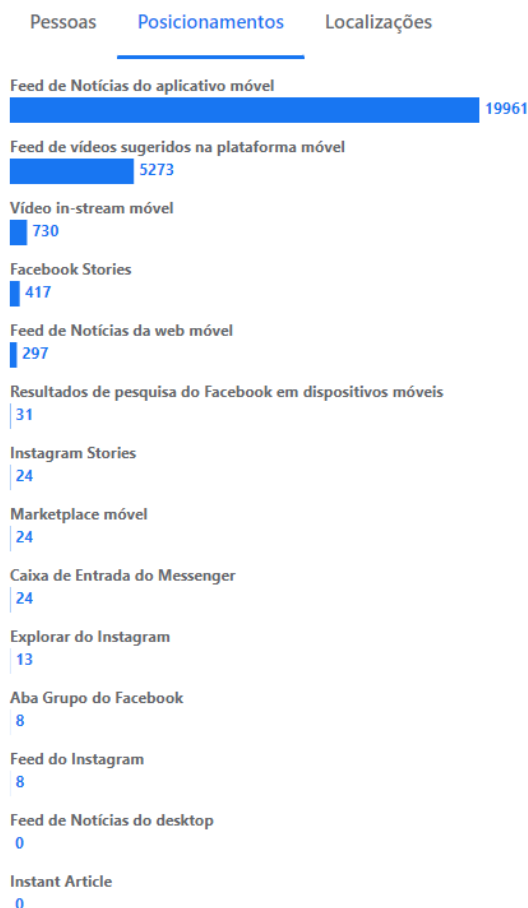 Pessoas Posicionamentos Localizações
Feed de Notícias do aplicativo móvel
19961
Feed de vídeos sugeridos na plataforma móvel
5273
Vídeo in-stream móvel
730
Facebook Stories
417
Feed de Notícias da web móvel
297
Resultados de pesquisa do Facebook em dispositivos móveis
31
Instagram Stories
24
Marketplace móvel
24
Caixa de Entrada do Messenger
24
Explorar do Instagram
13
Aba Grupo do Facebook
8
Feed do Instagram
8
Feed de Notícias do desktop
0
Instant Article
0